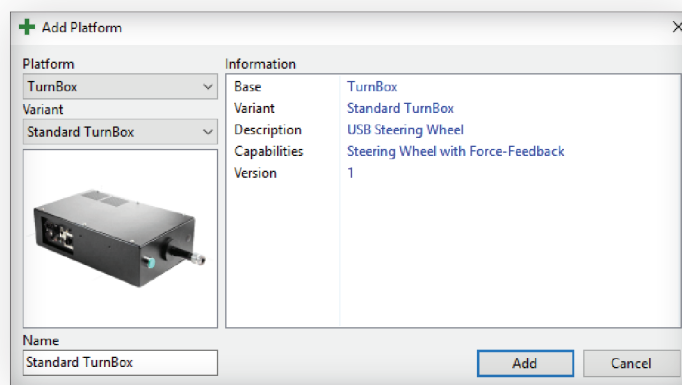 Add Platform
Platform
TurnBox
Variant
Standard TurnBox
Information
Base TurnBox
Variant Standard TurnBox
Description USB Steering Wheel
Capabilities Steering Wheel with Force-Feedback
Version 1
Name
Standard TurnBox
Add Cancel